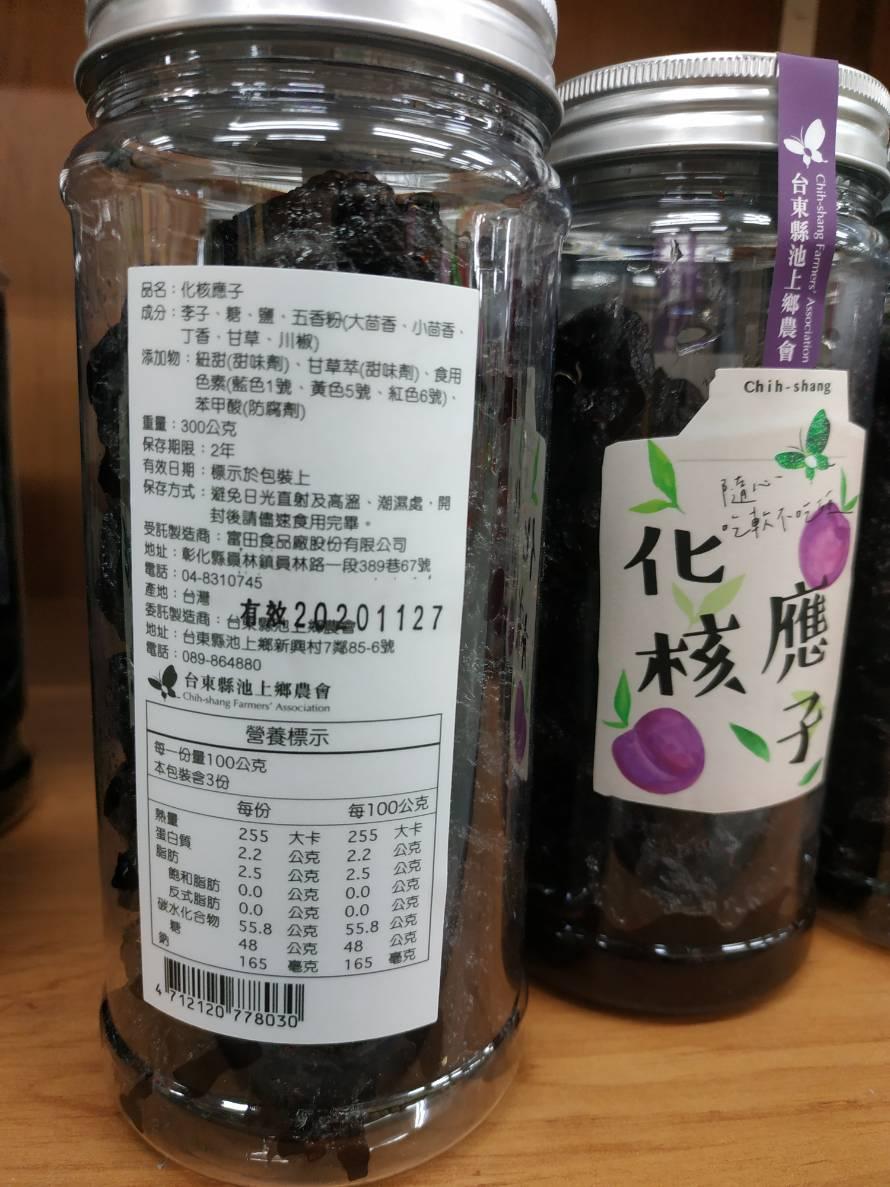 品名：化核應子
成分：李子、糖、鹽、五香粉(大茴香、小茴香、
丁香、甘草、川椒)
添加物：紐甜(甜味劑)、甘草萃(甜味劑)、食用
色素(藍色1號、黃色5號、紅色6號)、
苯甲酸(防腐劑)
重量：300公克
保存期限：2年
有效日期：標示於包裝上
保存方式：避免日光直射及高溫、潮濕處，開
封後請儘速食用完畢。
受託製造商：富田食品廠股份有限公司
地址：彰化縣員林鎮員林路一段389巷67號
電話：04-8310745
產地：台灣
有效20201127
委託製造商：台東縣池上鄉農會
地址：台東縣池上鄉新興村7鄰85-6號
電話：089-864880
台東縣池上鄉農會
Chih-shang Farmers' Association
營養標示
每一份量100公克
本包裝含3份
每份 每100公克
熱量 255 大卡 255 大卡
蛋白質 2.2 公克 2.2 公克
脂肪 2.5 公克 2.5 公克
飽和脂肪 0.0 公克 0.0 公克
反式脂肪 0.0 公克 0.0 公克
碳水化合物 55.8 公克 55.8 公克
糖 48 公克 48 公克
鈉 165 毫克 165 毫克
4 712120 778030
台東縣池上鄉農會
Chih-shang Farmers' Association
Chih-shang
隨心
吃軟不吃硬
化核
應子